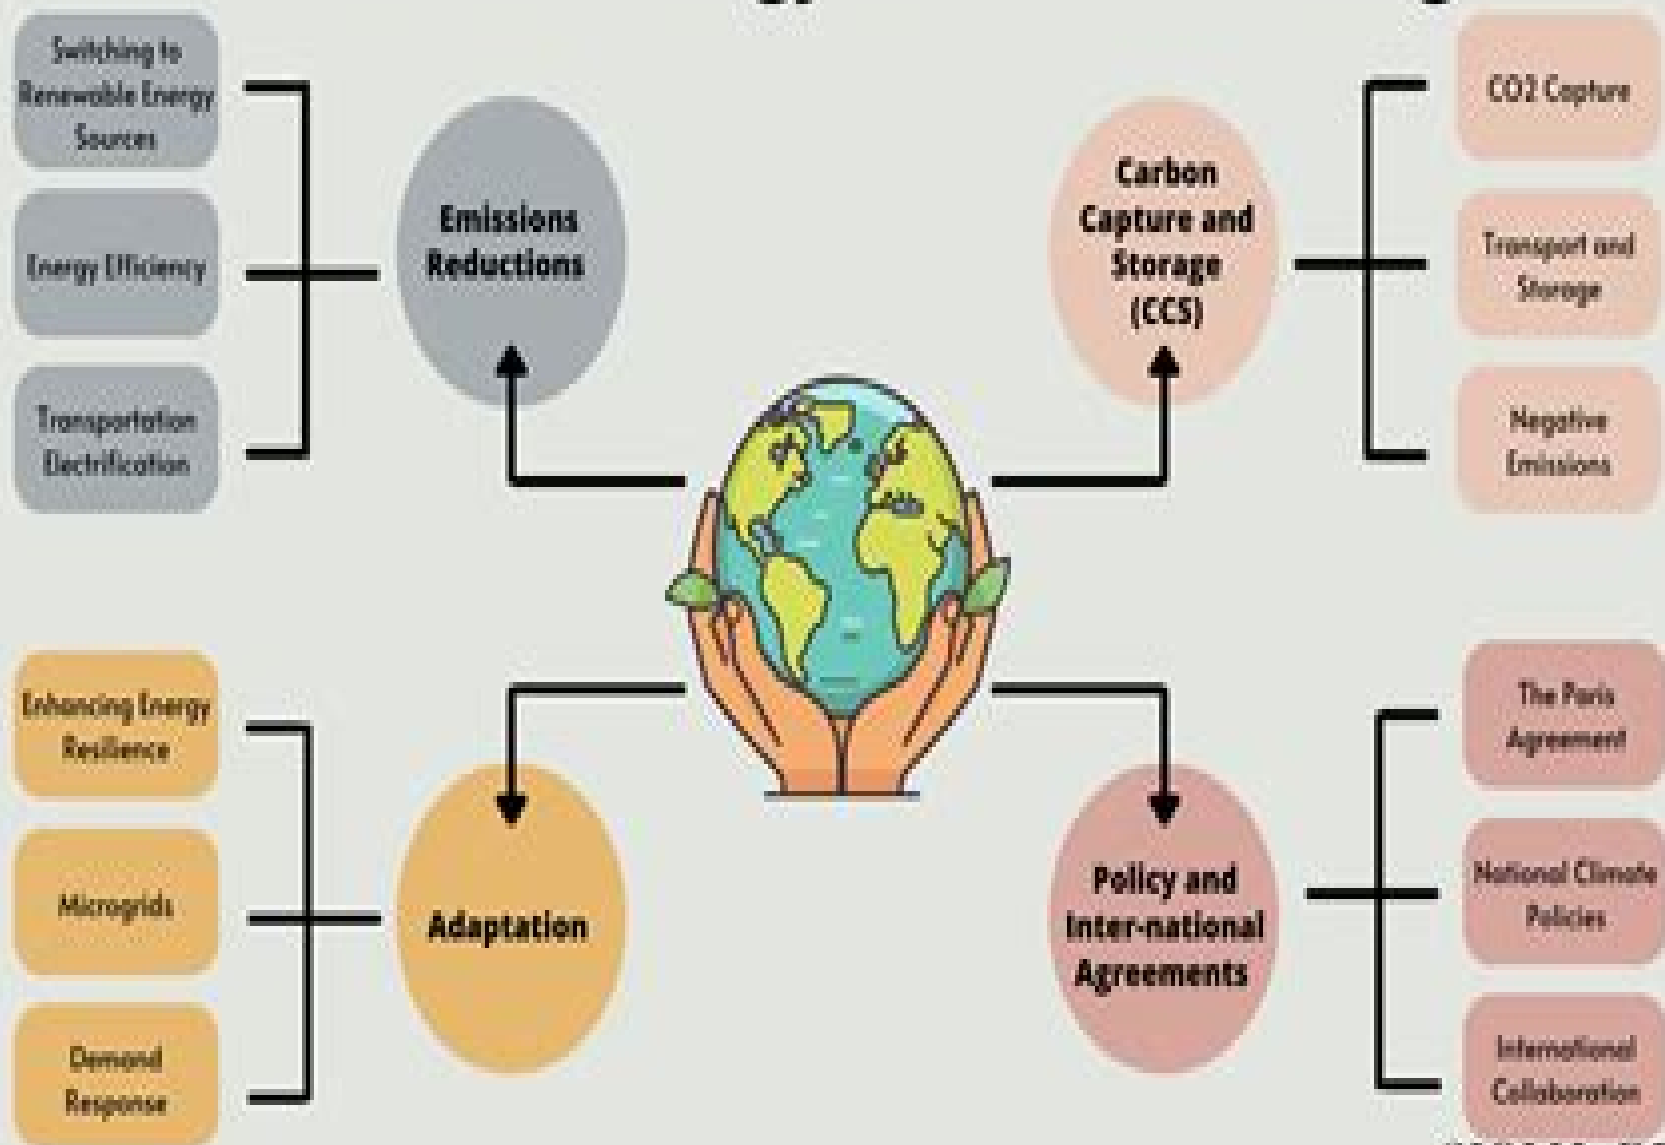 Switching to
Renewable Energy
Sources
Energy Efficiency
Transportation
Electrification
Emissions
Reductions
Carbon
Capture and
Storage
(CCS)
CO2 Capture
Transport and
Storage
Negative
Emissions
Enhancing Energy
Resilience
Microgrids
Demand
Response
Adaptation
Policy and
Inter-national
Agreements
The Paris
Agreement
National Climate
Policies
International
Collaboration